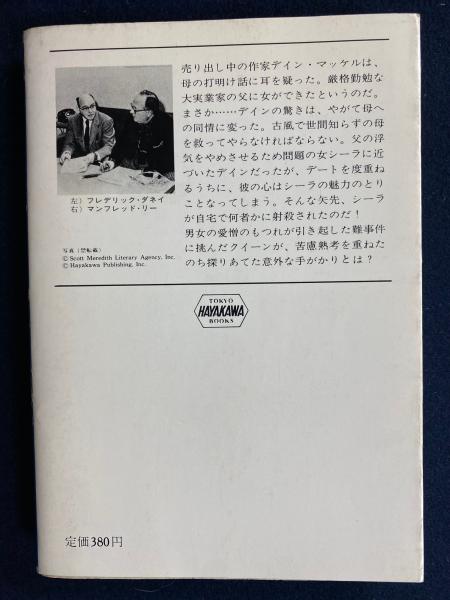 売り出し中の作家デイン・マッケルは、
母の打明け話に耳を疑った。厳格勤勉な
大実業家の父に女ができたというのだ。
まさか……デインの驚きは、やがて母へ
の同情に変った。古風で世間知らずの母
を救ってやらなければならない。父の浮
気をやめさせるため問題の女シーラに近
づいたデインだったが、デートを度重ね
るうちに、彼の心はシーラの魅力のとり
ことなってしまう。そんな矢先、シーラ
が自宅で何者かに射殺されたのだ！
男女の愛憎のもつれが引き起した難事件
に挑んだクイーンが、苦慮熟考を重ねた
のち探りあてた意外な手がかりとは？
左）フレデリック・ダネイ
右）マンフレッド・リー
写真（禁転載）
© Scott Meredith Literary Agency, Inc.
© Hayakawa Publishing, Inc.
TOKYO
HAYAKAWA
BOOKS
定価380円